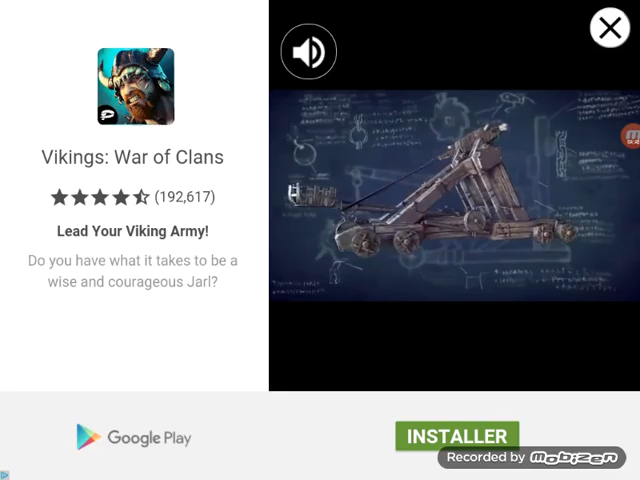 Vikings: War of Clans
(192,617)
Lead Your Viking Army!
Do you have what it takes to be a
wise and courageous Jarl?
Google Play
INSTALLER
Recorded by Mobizen